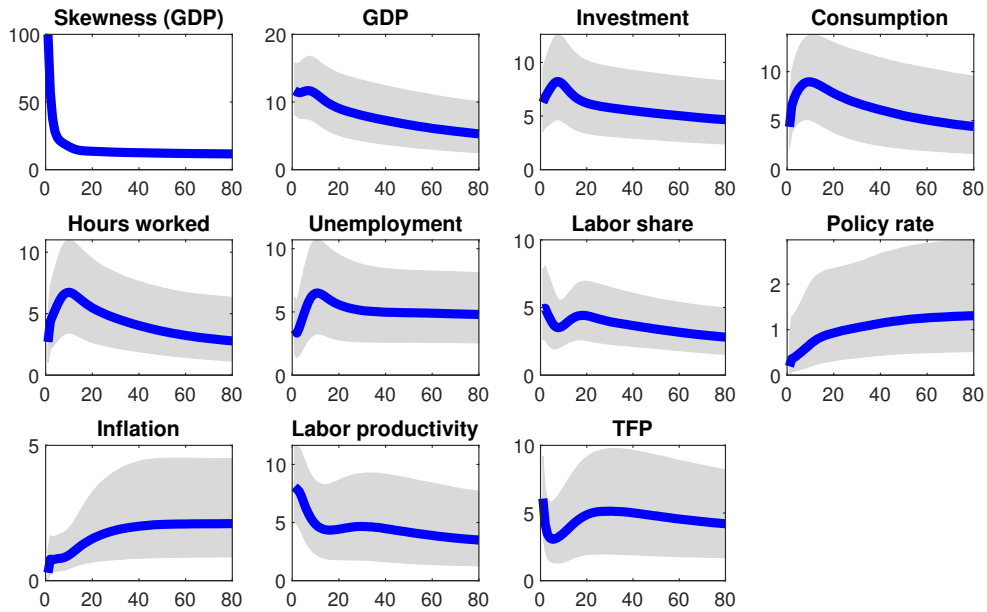 Skewness (GDP)
100
50
0
0 20 40 60 80
GDP
20
10
0
0 20 40 60 80
Investment
10
5
0
0 20 40 60 80
Consumption
10
5
0
0 20 40 60 80
Hours worked
10
5
0
0 20 40 60 80
Unemployment
10
5
0
0 20 40 60 80
Labor share
10
5
0
0 20 40 60 80
Policy rate
2
1
0
0 20 40 60 80
Inflation
5
0
0 20 40 60 80
Labor productivity
10
5
0
0 20 40 60 80
TFP
10
5
0
0 20 40 60 80